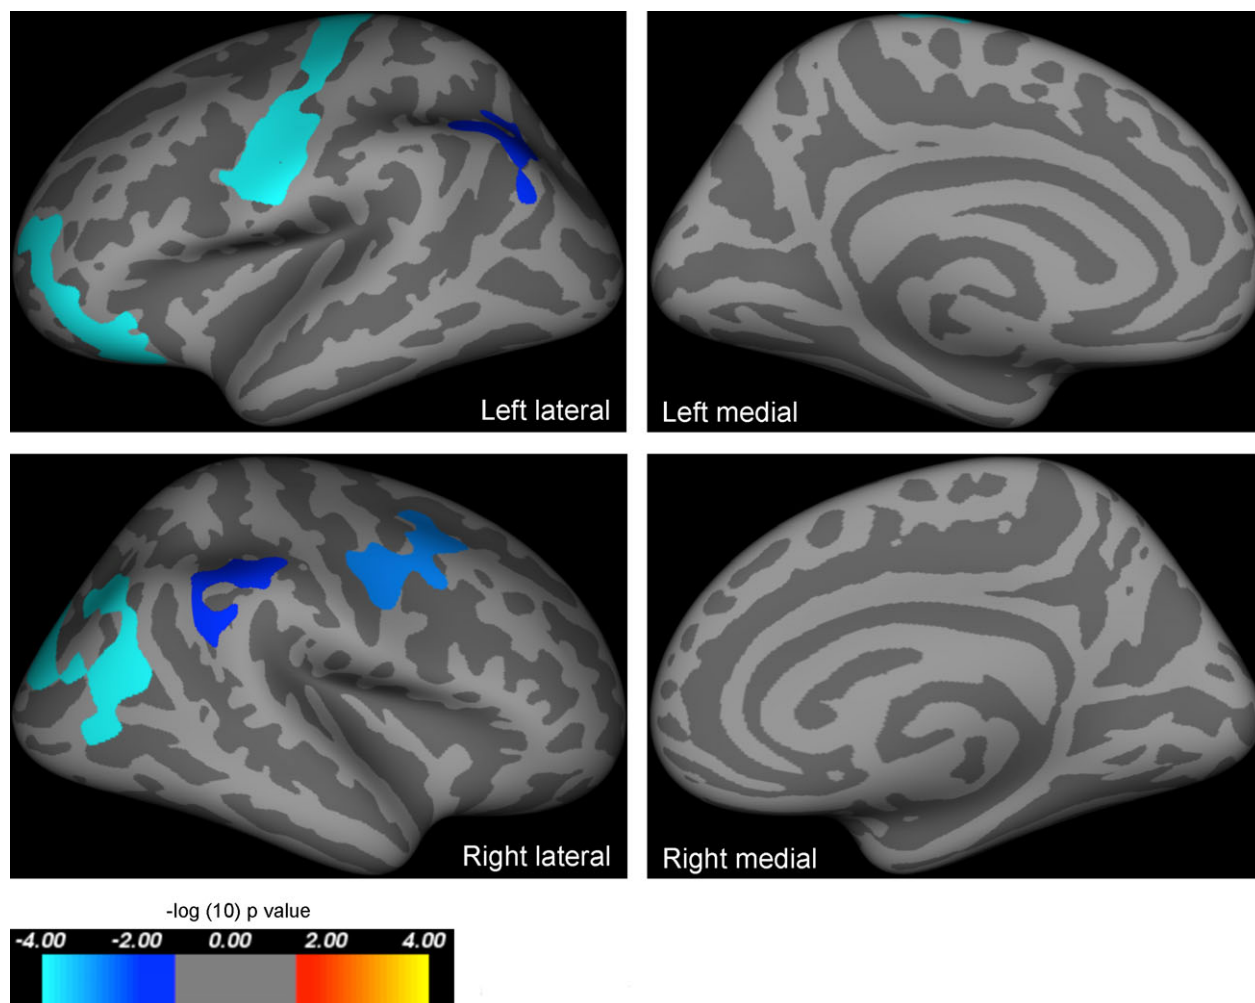 Left lateral
Left medial
Right lateral
Right medial
-log (10) p value
-4.00 -2.00 0.00 2.00 4.00